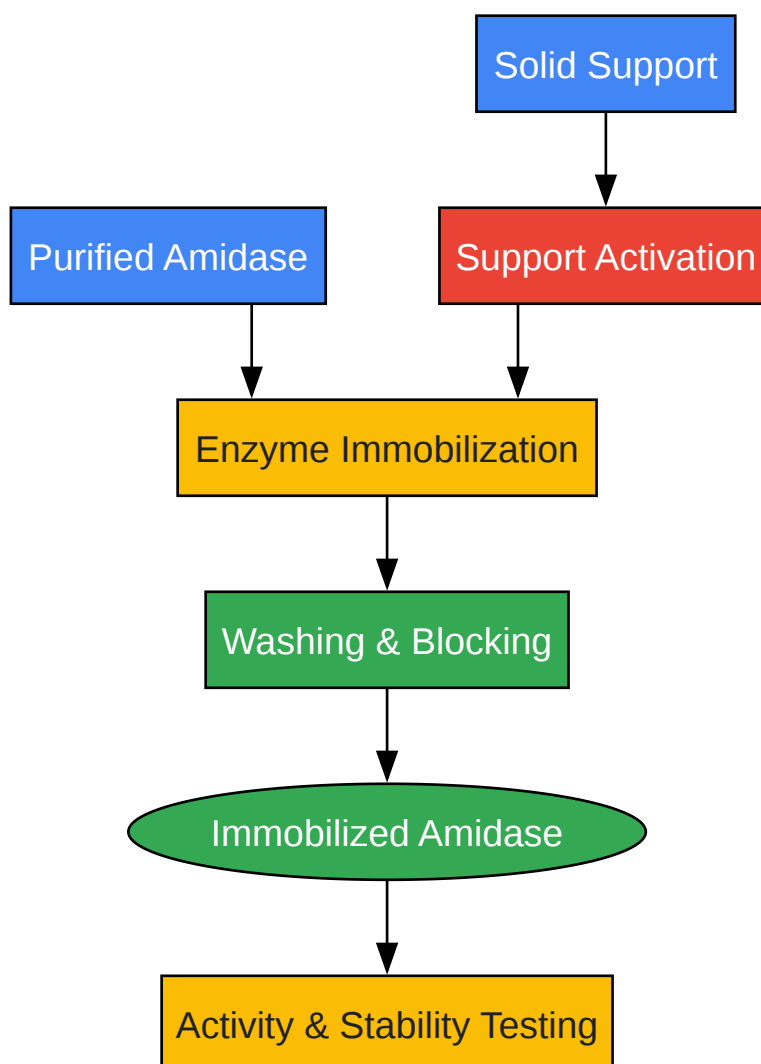 Solid Support
Purified Amidase
Support Activation
Enzyme Immobilization
Washing & Blocking
Immobilized Amidase
Activity & Stability Testing